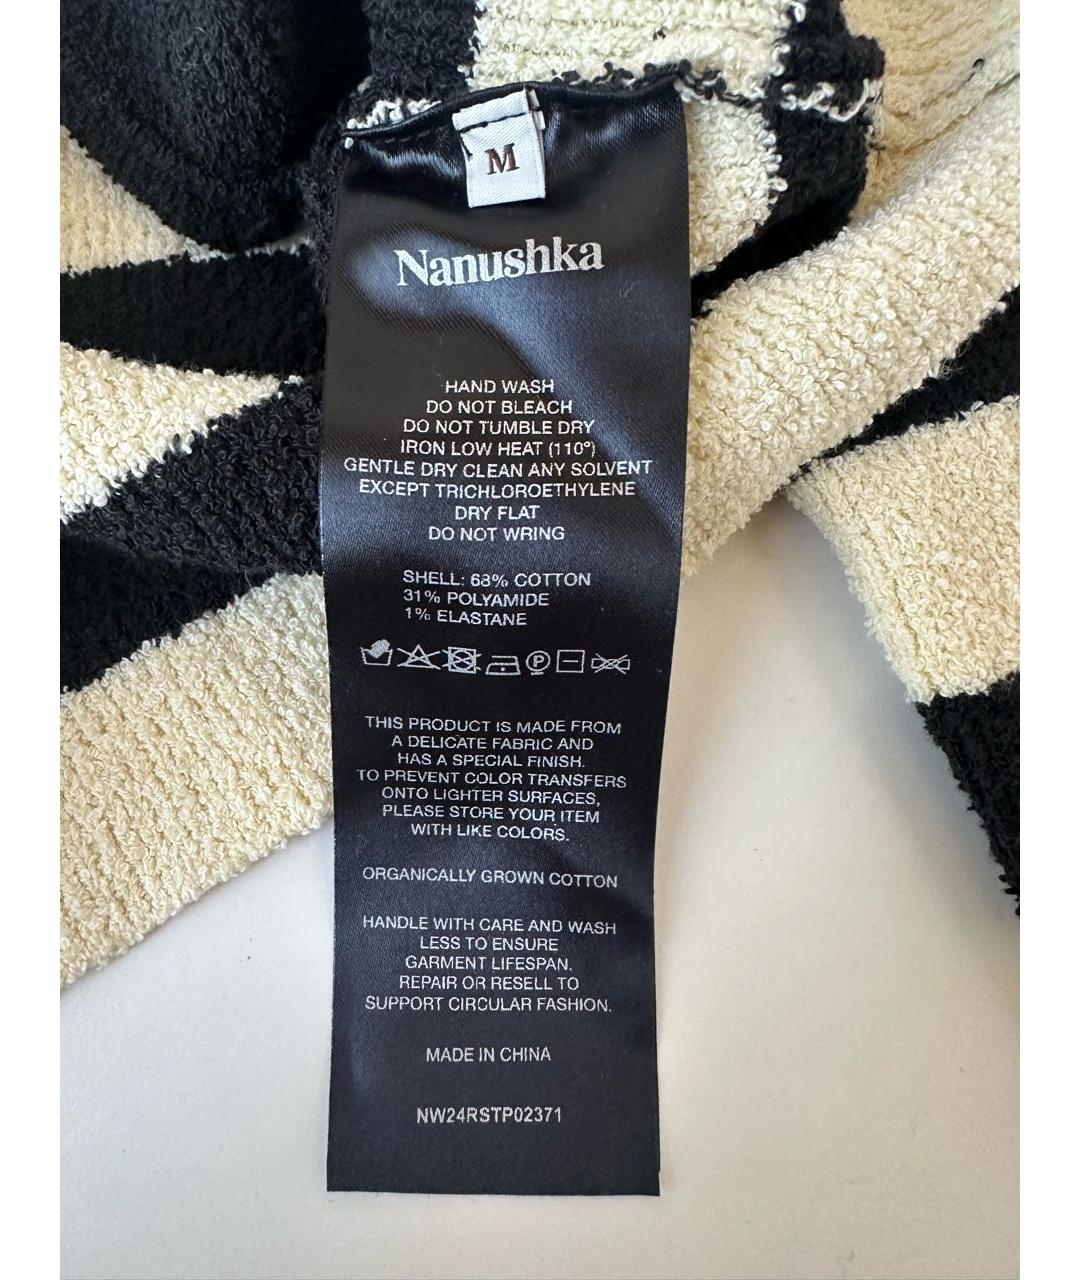 M
Nanushka
HAND WASH
DO NOT BLEACH
DO NOT TUMBLE DRY
IRON LOW HEAT (110°)
GENTLE DRY CLEAN ANY SOLVENT
EXCEPT TRICHLOROETHYLENE
DRY FLAT
DO NOT WRING
SHELL: 68% COTTON
31% POLYAMIDE
1% ELASTANE
P
THIS PRODUCT IS MADE FROM
A DELICATE FABRIC AND
HAS A SPECIAL FINISH.
TO PREVENT COLOR TRANSFERS
ONTO LIGHTER SURFACES,
PLEASE STORE YOUR ITEM
WITH LIKE COLORS.
ORGANICALLY GROWN COTTON
HANDLE WITH CARE AND WASH
LESS TO ENSURE
GARMENT LIFESPAN.
REPAIR OR RESELL TO
SUPPORT CIRCULAR FASHION.
MADE IN CHINA
NW24RSTP02371